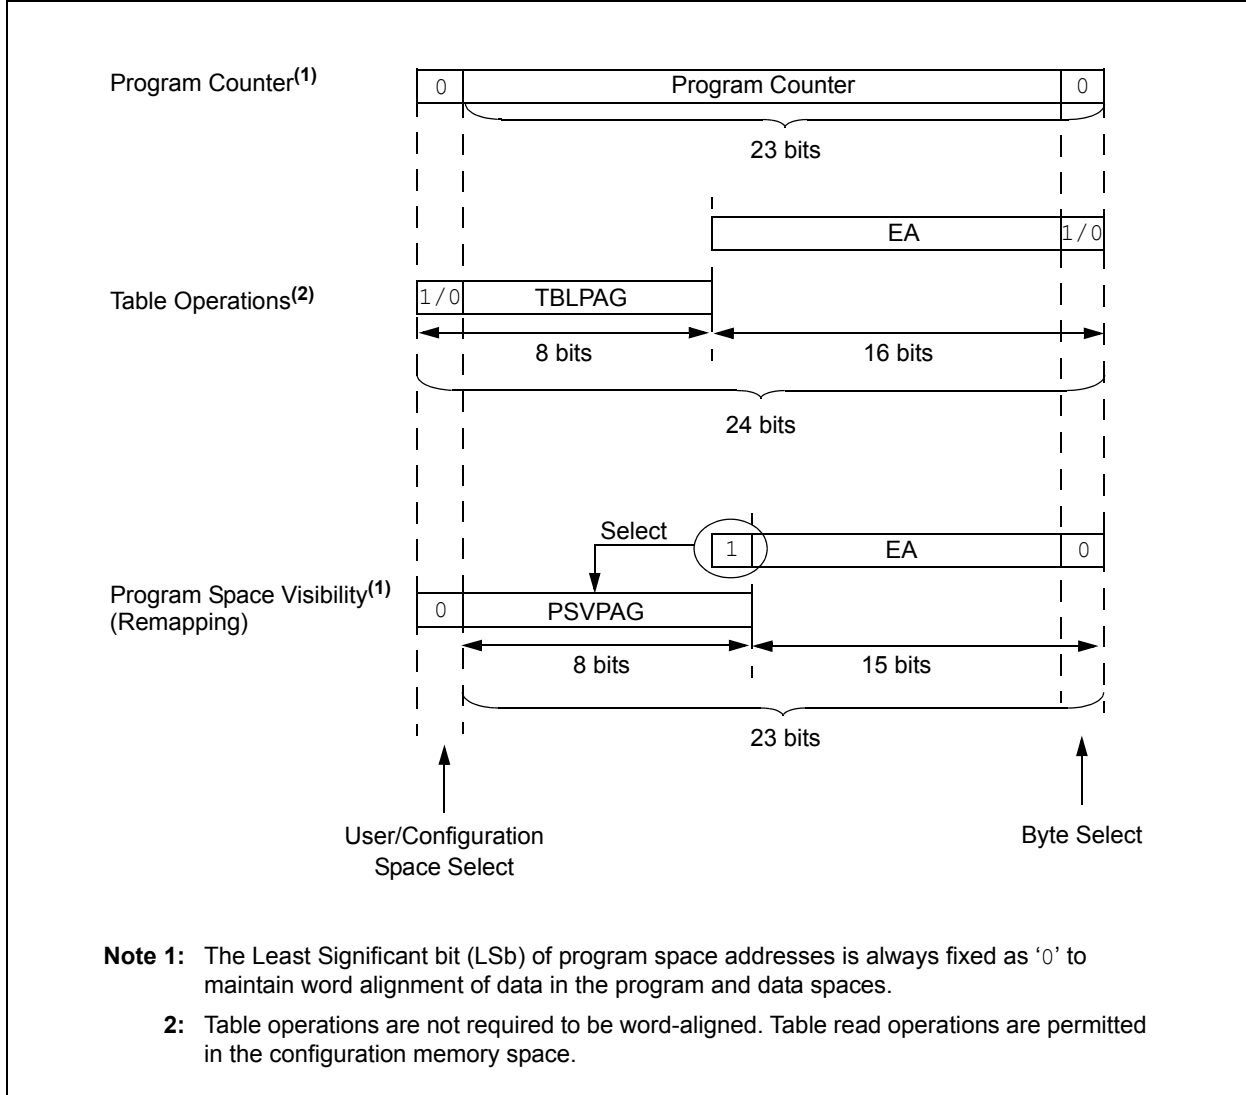 Program Counter(1)
0
Program Counter
0
23 bits
EA
1/0
Table Operations(2)
1/0
TBLPAG
8 bits
16 bits
24 bits
Select
1
EA
0
Program Space Visibility(1)
(Remapping)
0
PSVPAG
8 bits
15 bits
23 bits
User/Configuration
Space Select
Byte Select
Note 1: The Least Significant bit (LSb) of program space addresses is always fixed as ‘0’ to
maintain word alignment of data in the program and data spaces.
2: Table operations are not required to be word-aligned. Table read operations are permitted
in the configuration memory space.